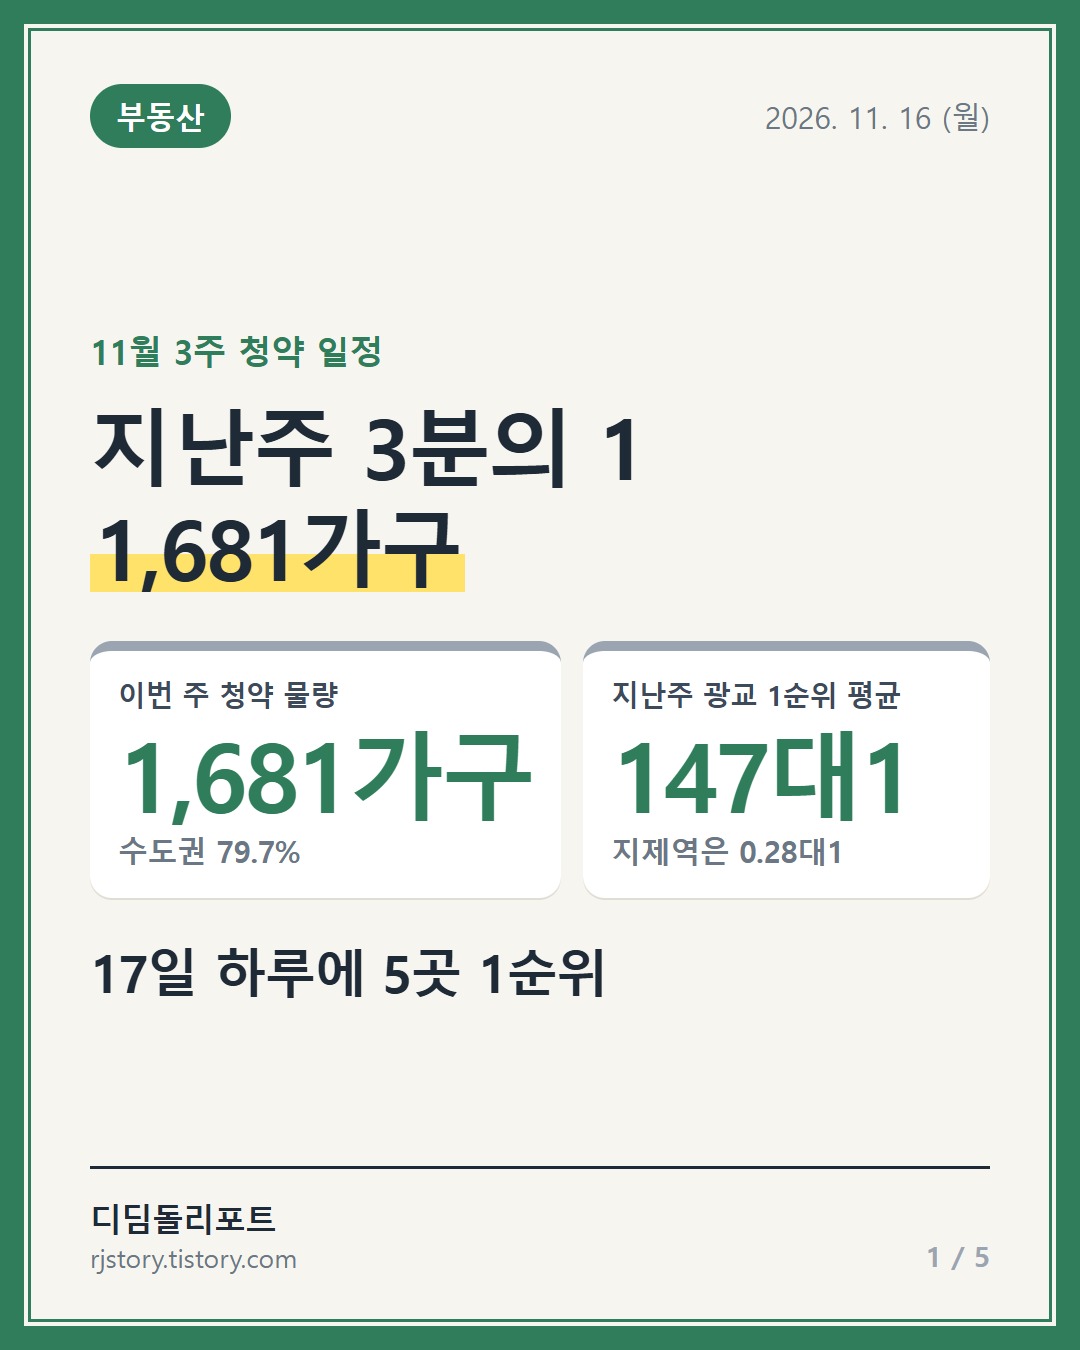 부동산
2026. 11. 16 (월)
11월 3주 청약 일정
지난주 3분의 1
1,681가구
이번 주 청약 물량
1,681가구
수도권 79.7%
지난주 광교 1순위 평균
147대1
지제역은 0.28대1
17일 하루에 5곳 1순위
디딤돌리포트
rjstory.tistory.com
1 / 5